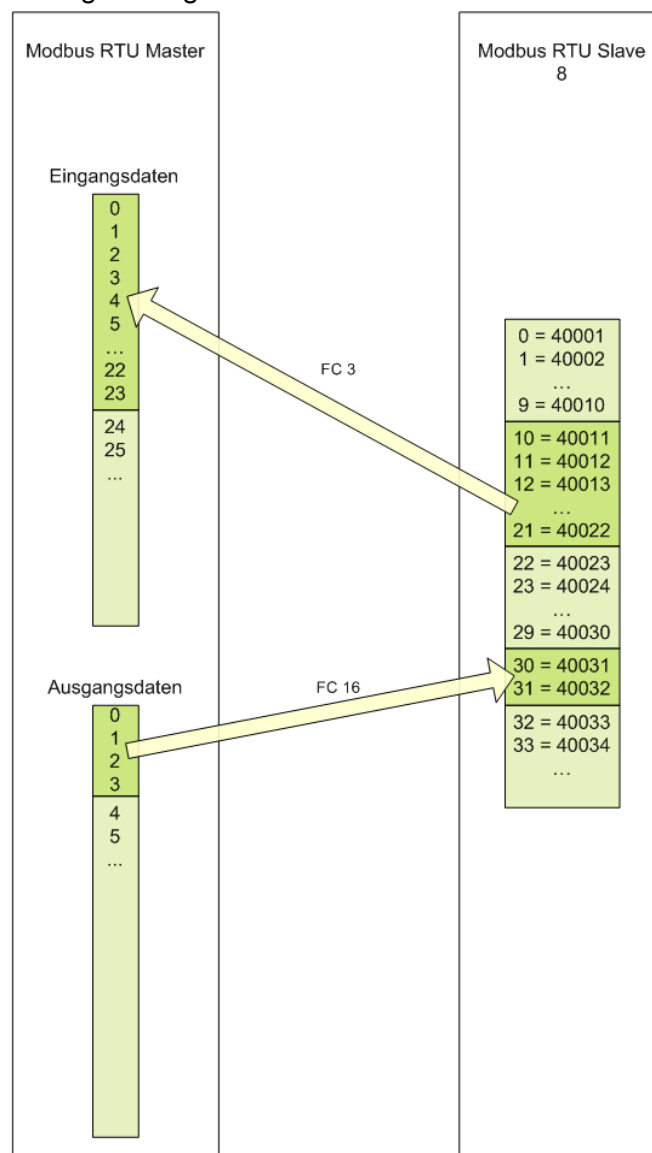 Modbus RTU Master
Eingangsdaten
0
1
2
3
4
5
...
22
23
24
25
...
Ausgangsdaten
0
1
2
3
4
5
...
FC 3
FC 16
Modbus RTU Slave
8
0 = 40001
1 = 40002
...
9 = 40010
10 = 40011
11 = 40012
12 = 40013
...
21 = 40022
22 = 40023
23 = 40024
...
29 = 40030
30 = 40031
31 = 40032
32 = 40033
33 = 40034
...